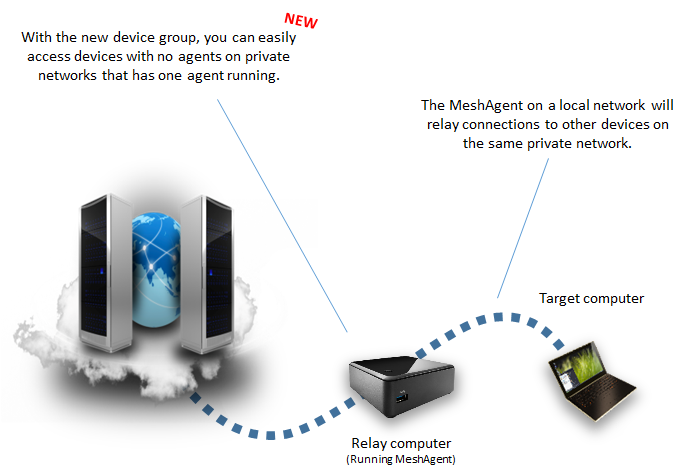 NEW
With the new device group, you can easily
access devices with no agents on private
networks that has one agent running.
The MeshAgent on a local network will
relay connections to other devices on
the same private network.
Target computer
Relay computer
(Running MeshAgent)